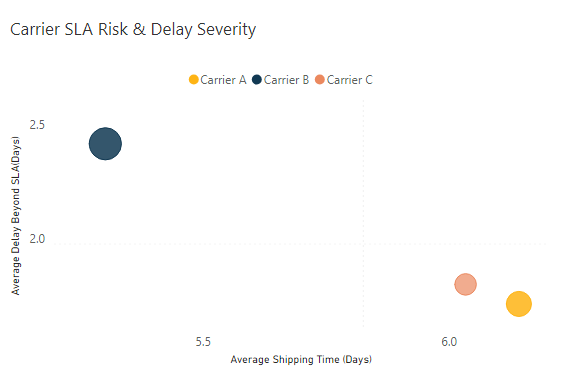 Carrier SLA Risk & Delay Severity
Carrier A Carrier B Carrier C
Average Delay Beyond SLA(Days)
2.5
2.0
5.5 6.0
Average Shipping Time (Days)